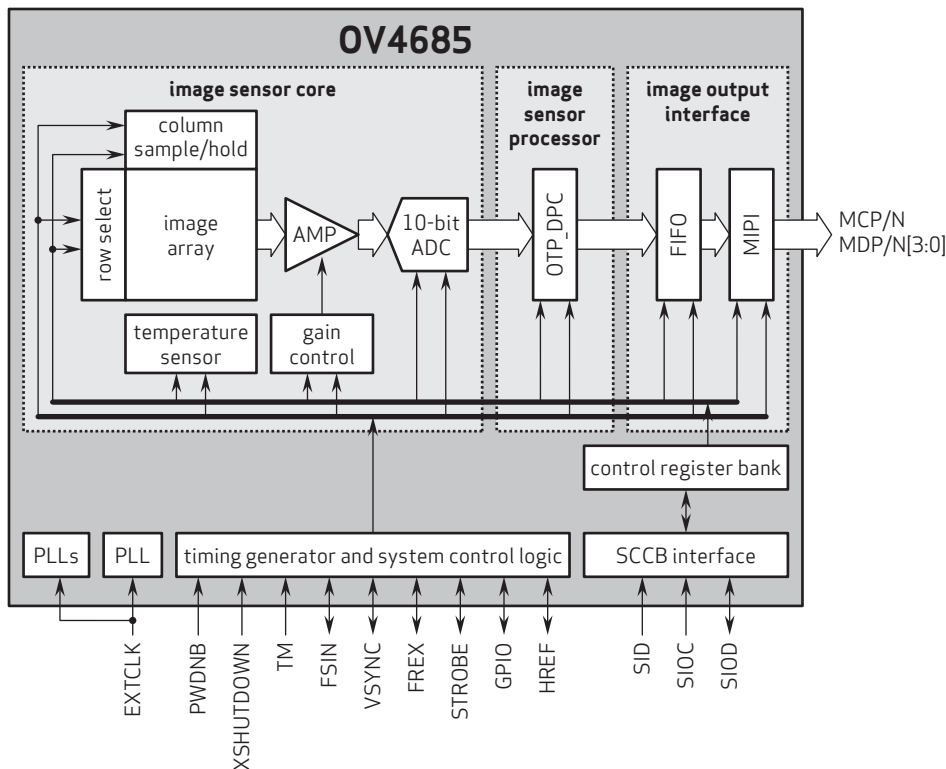 OV4685
image sensor core
image
sensor
processor
image output
interface
column
sample/hold
row select
image
array
AMP
10-bit
ADC
OTP_DPC
FIFO
MIPI
MCP/N
MDP/N[3:0]
temperature
sensor
gain
control
control register bank
PLLs
PLL
timing generator and system control logic
SCCB interface
EXTCLK
PWDNB
XSHUTDOWN
TM
FSIN
VSYNC
FREX
STROBE
GPIO
HREF
SID
SIOC
SIOD